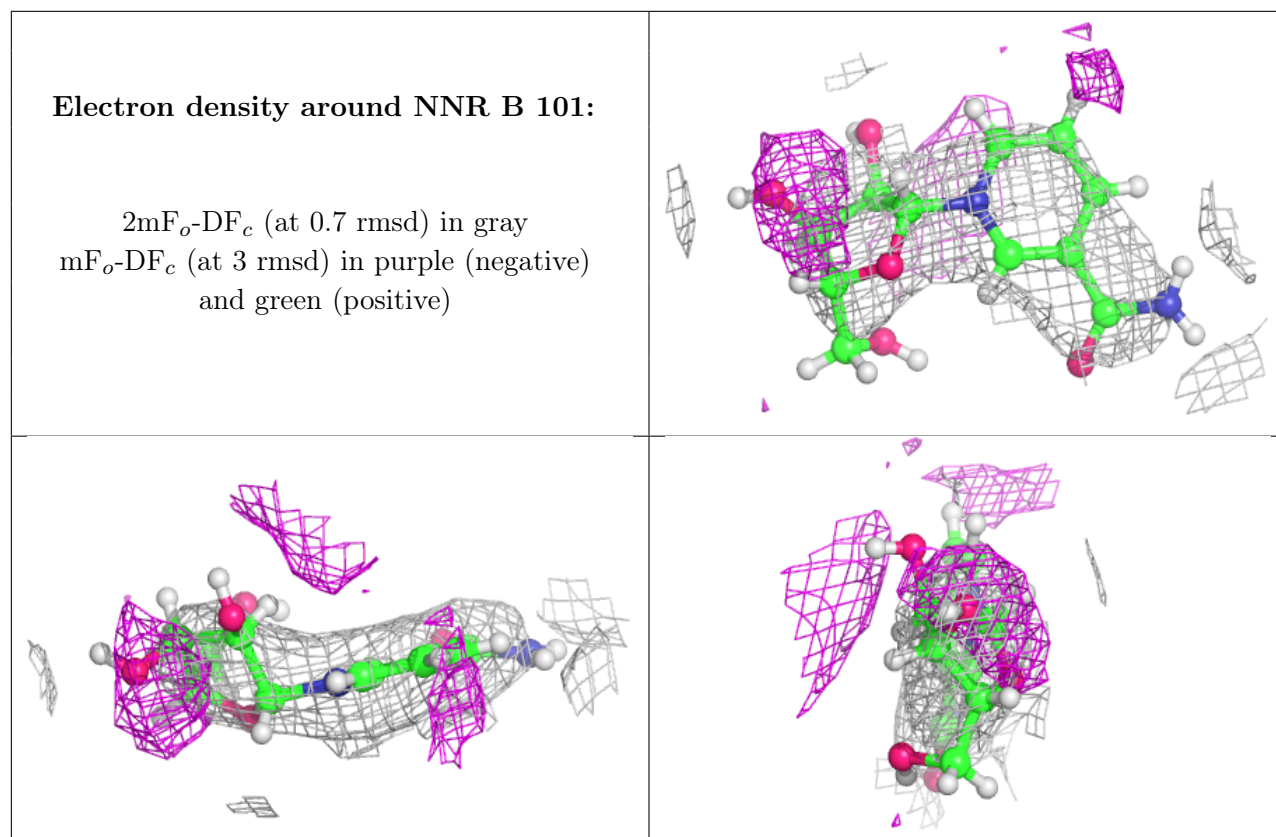 Electron density around NNR B 101:
2mFo-DFc (at 0.7 rmsd) in gray
mFo-DFc (at 3 rmsd) in purple (negative)
and green (positive)